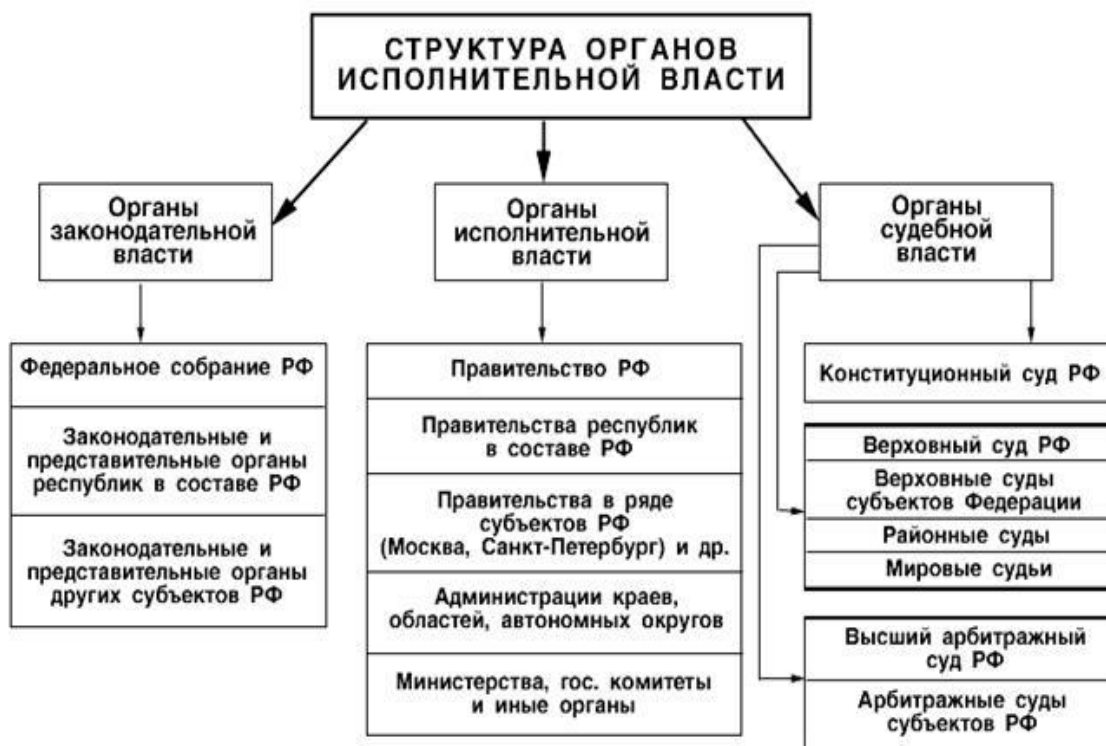 СТРУКТУРА ОРГАНОВ
ИСПОЛНИТЕЛЬНОЙ ВЛАСТИ
Органы
законодательной
власти
Федеральное собрание РФ
Законодательные и
представительные органы
республик в составе РФ
Законодательные и
представительные органы
других субъектов РФ
Органы
исполнительной
власти
Правительство РФ
Правительства республик
в составе РФ
Правительства в ряде
субъектов РФ
(Москва, Санкт-Петербург) и др.
Администрации краев,
областей, автономных округов
Министерства, гос. комитеты
и иные органы
Органы
судебной
власти
Конституционный суд РФ
Верховный суд РФ
Верховные суды
субъектов Федерации
Районные суды
Мировые судьи
Высший арбитражный
суд РФ
Арбитражные суды
субъектов РФ